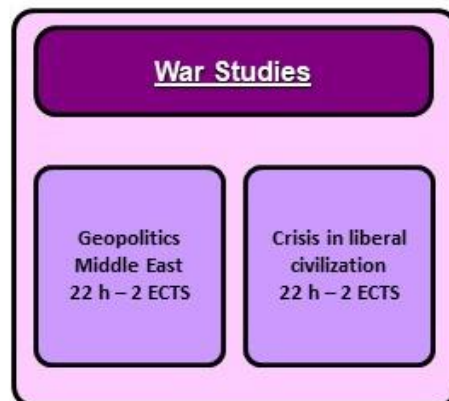 War Studies
Geopolitics
Middle East
22 h – 2 ECTS
Crisis in liberal
civilization
22 h – 2 ECTS